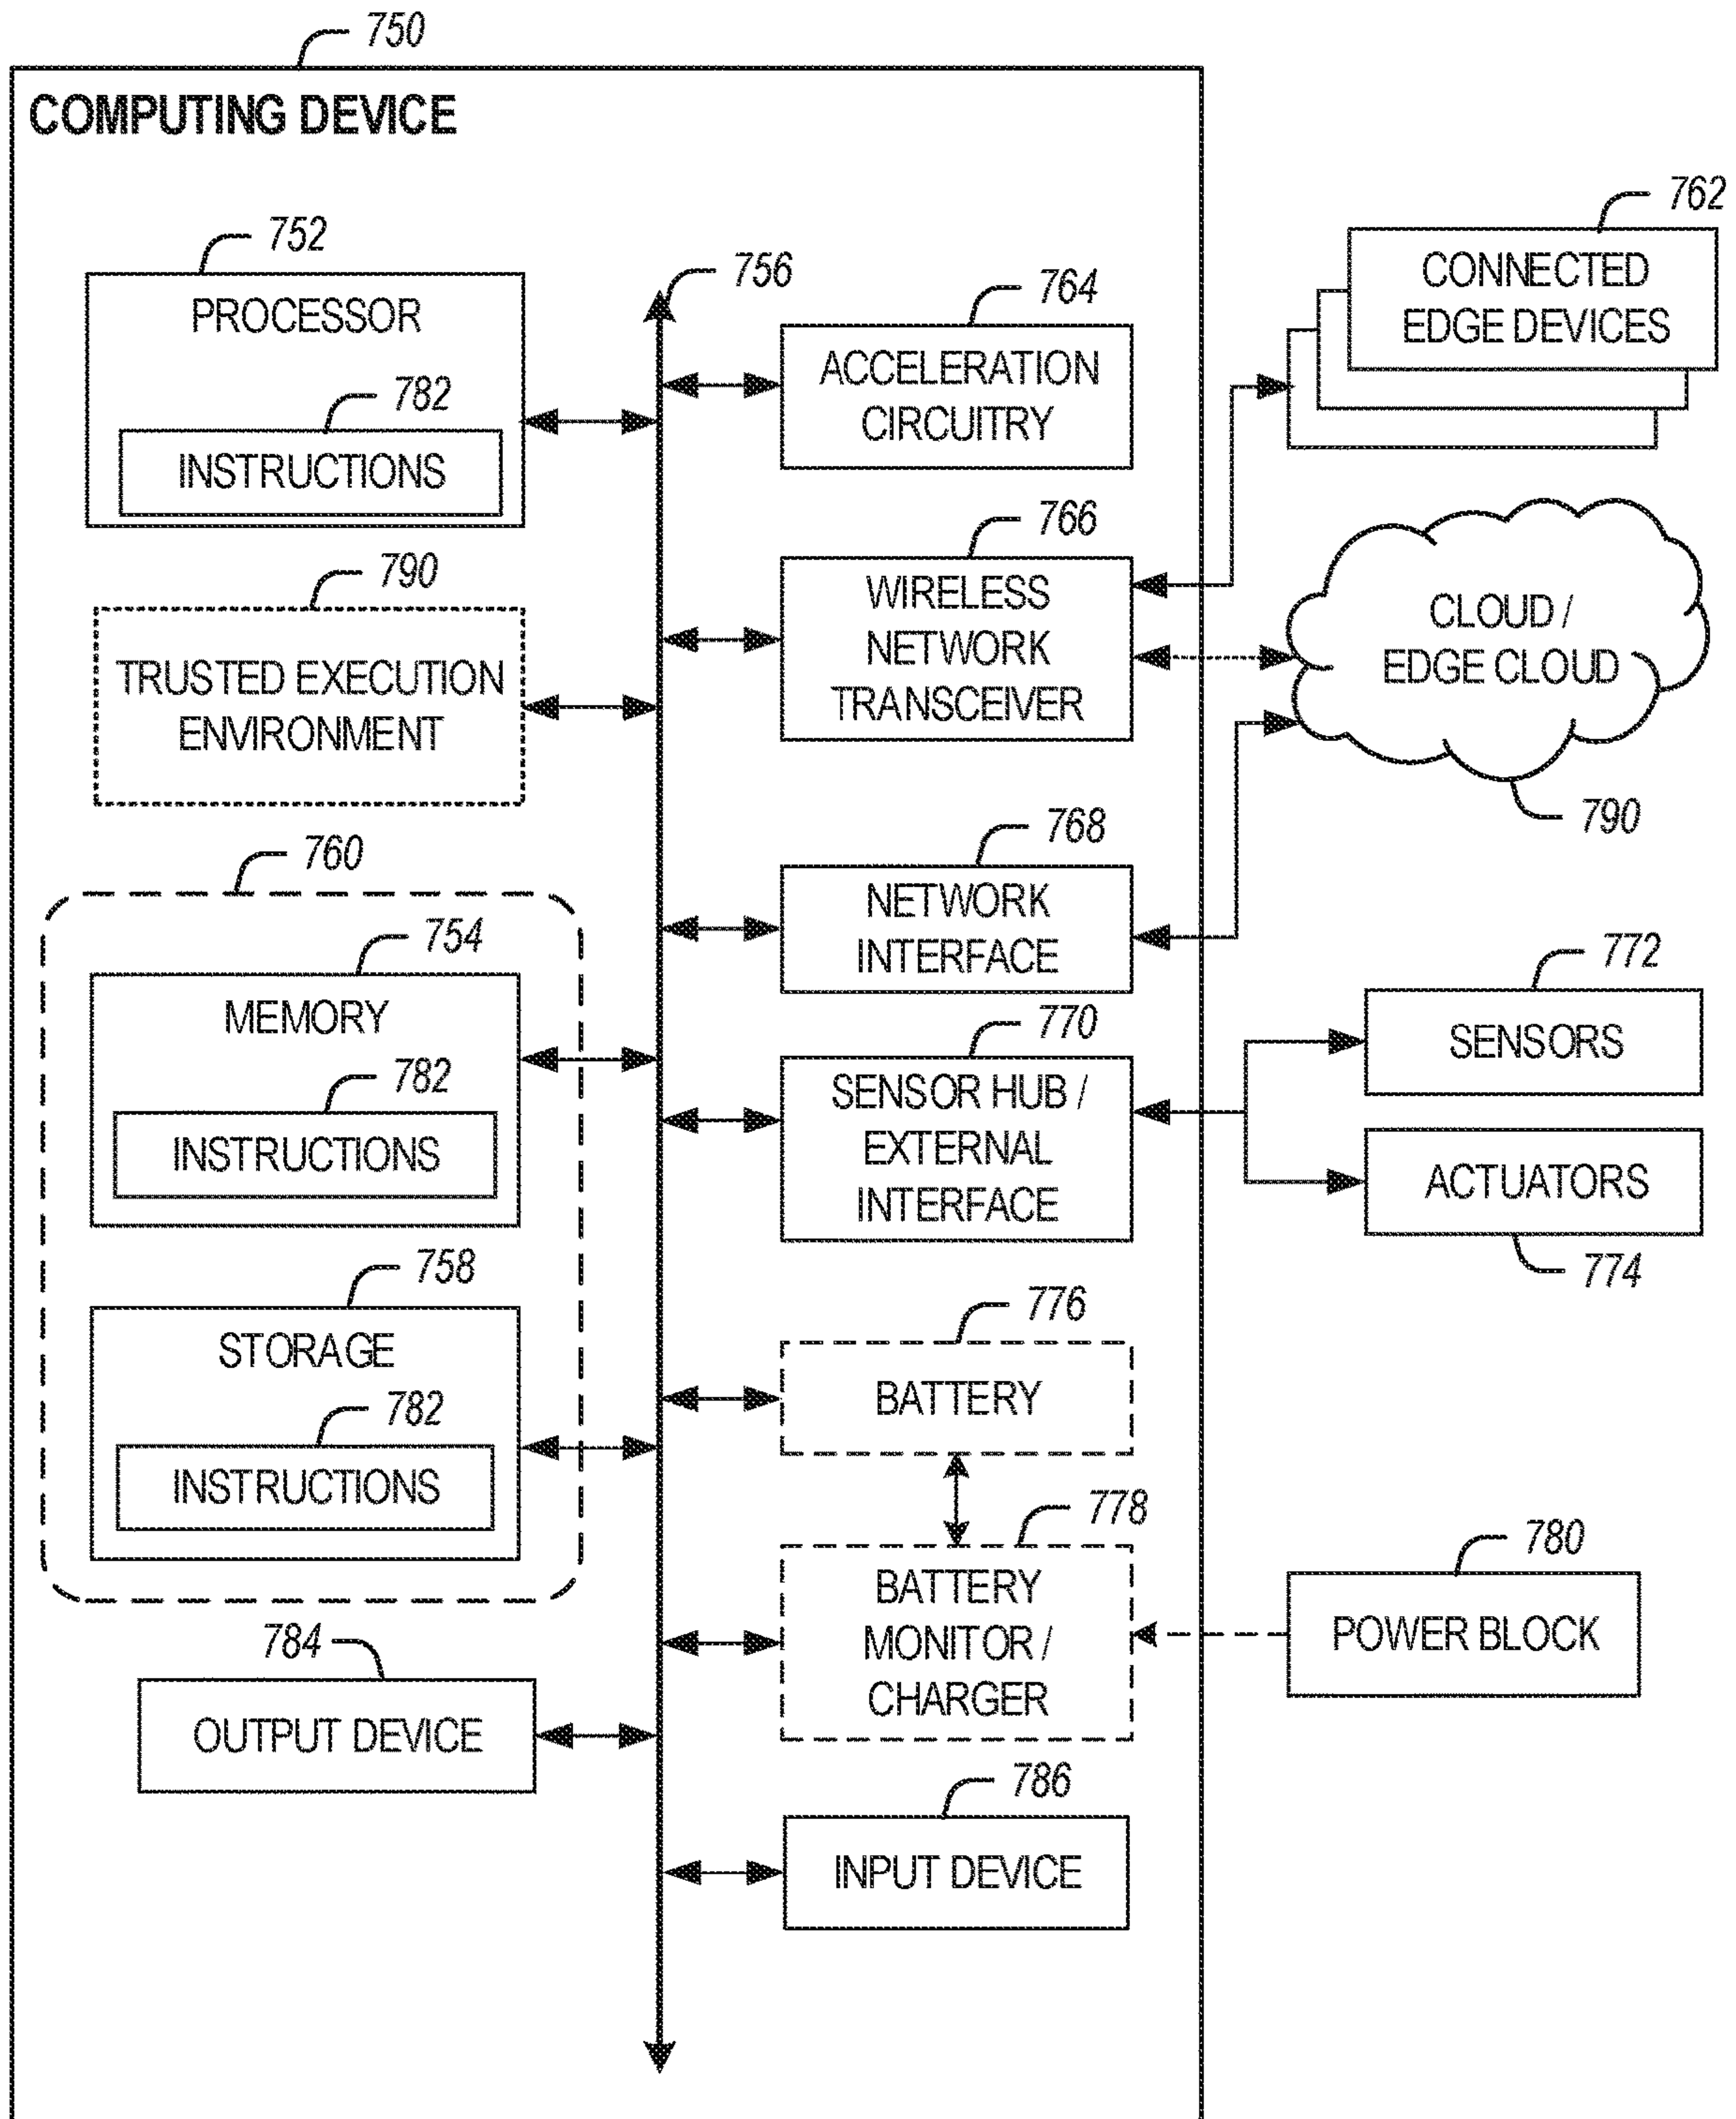 750
COMPUTING DEVICE
752
PROCESSOR
782
INSTRUCTIONS
790
TRUSTED EXECUTION
ENVIRONMENT
760
754
MEMORY
782
INSTRUCTIONS
758
STORAGE
782
INSTRUCTIONS
784
OUTPUT DEVICE
756
764
ACCELERATION
CIRCUITRY
766
WIRELESS
NETWORK
TRANSCEIVER
768
NETWORK
INTERFACE
770
SENSOR HUB /
EXTERNAL
INTERFACE
776
BATTERY
778
BATTERY
MONITOR /
CHARGER
786
INPUT DEVICE
762
CONNECTED
EDGE DEVICES
CLOUD /
EDGE CLOUD
790
772
SENSORS
ACTUATORS
774
780
POWER BLOCK